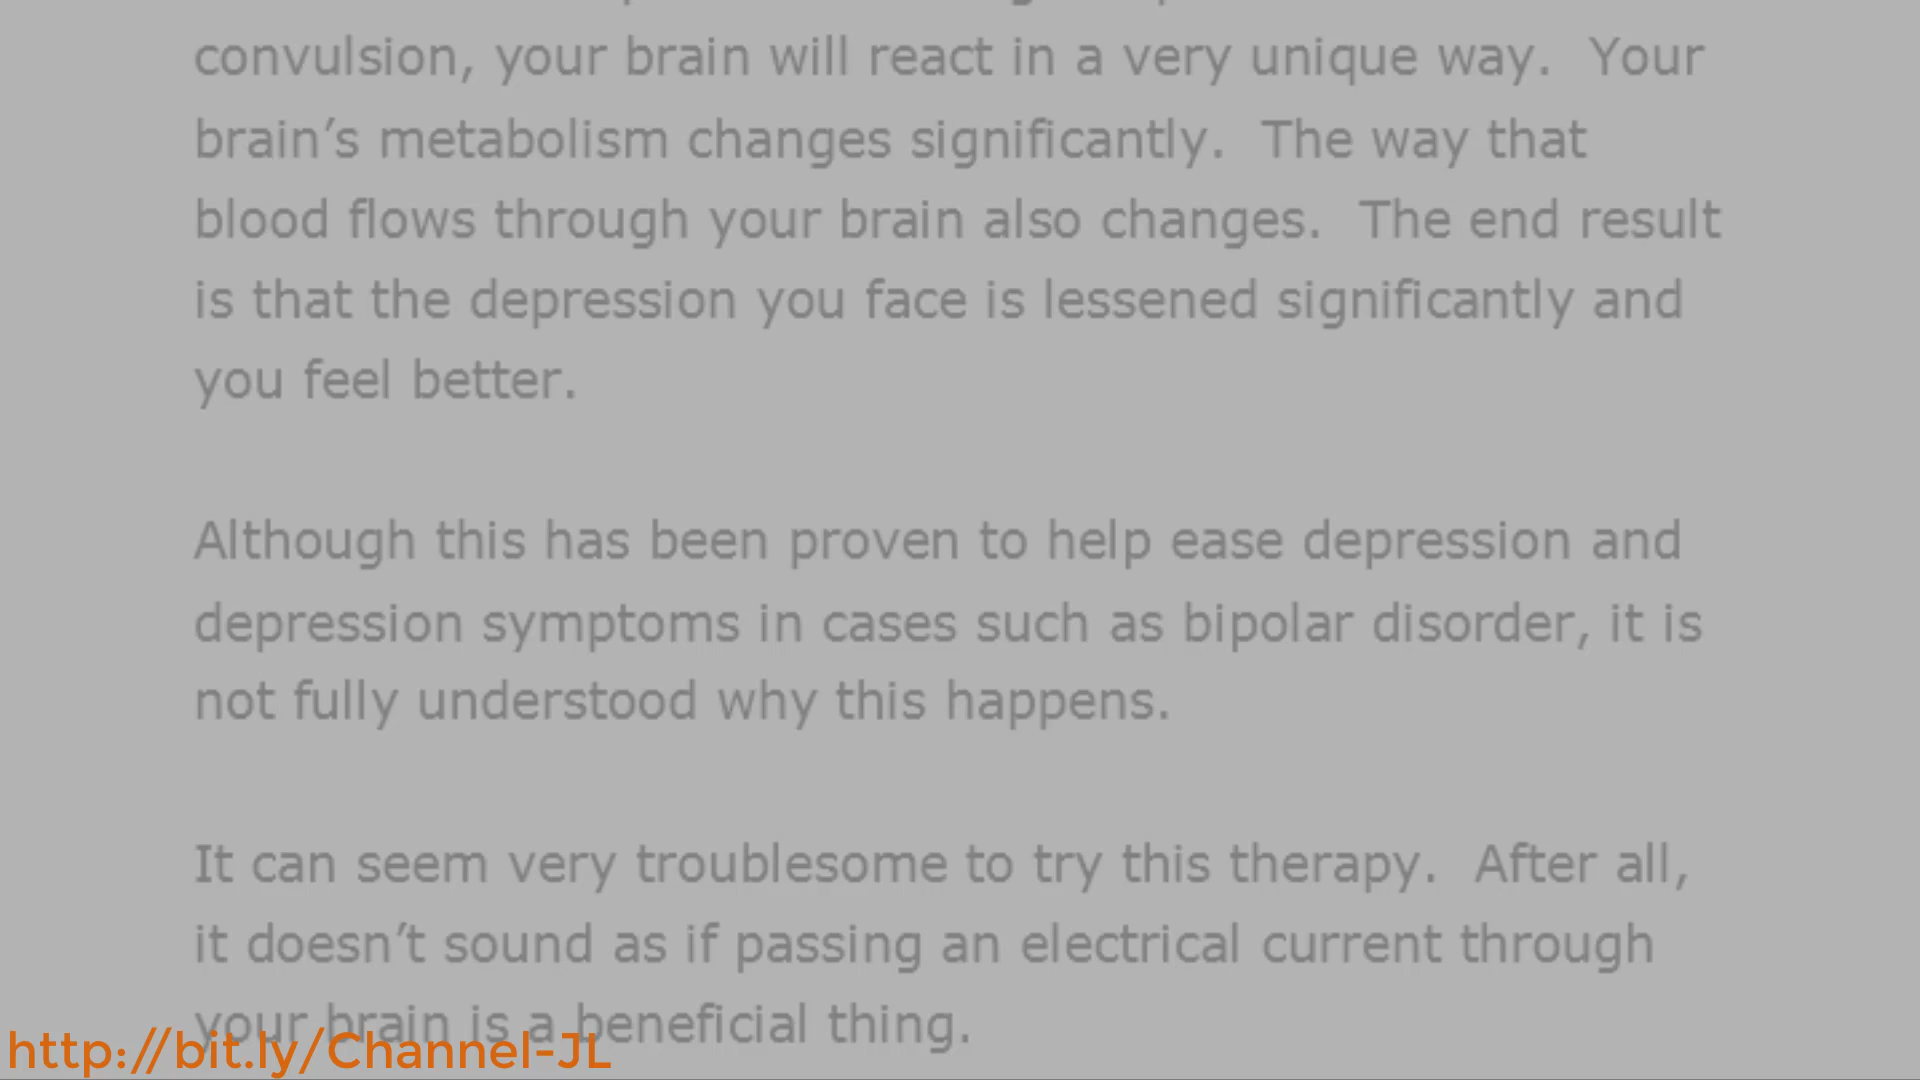 convulsion, your brain will react in a very unique way.  Your
brain’s metabolism changes significantly.  The way that
blood flows through your brain also changes.  The end result
is that the depression you face is lessened significantly and
you feel better.
Although this has been proven to help ease depression and
depression symptoms in cases such as bipolar disorder, it is
not fully understood why this happens.
It can seem very troublesome to try this therapy.  After all,
it doesn’t sound as if passing an electrical current through
your brain is a beneficial thing.
http://bit.ly/Channel-JL